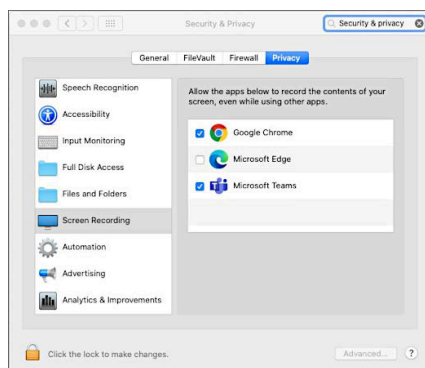 Security & Privacy
Security & privacy
General FileVault Firewall Privacy
Speech Recognition
Accessibility
Input Monitoring
Full Disk Access
Files and Folders
Screen Recording
Automation
Advertising
Analytics & Improvements
Allow the apps below to record the contents of your
screen, even while using other apps.
Google Chrome
Microsoft Edge
Microsoft Teams
Click the lock to make changes.
Advanced...
?